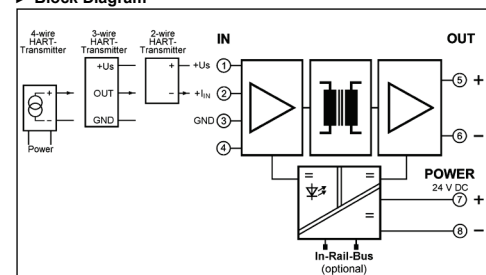 ► Block Diagram
4-wire
HART-
Transmitter
3-wire
HART-
Transmitter
2-wire
HART-
Transmitter
IN
OUT
+Us
OUT
GND
+
−
+Us 1
+IIN 2
GND 3
4
+
−
Power
5 +
6 −
POWER
24 V DC
7 +
8 −
=
=
=
In-Rail-Bus
(optional)